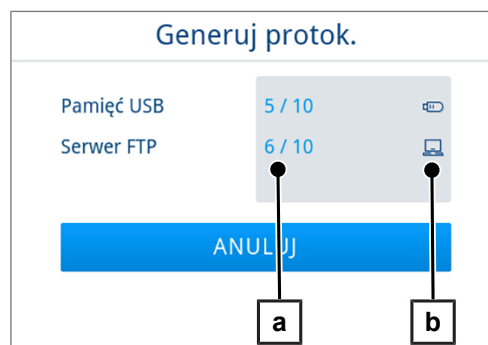 Generuj protok.
Pamięć USB 5 / 10
Serwer FTP 6 / 10
ANULUJ
a b